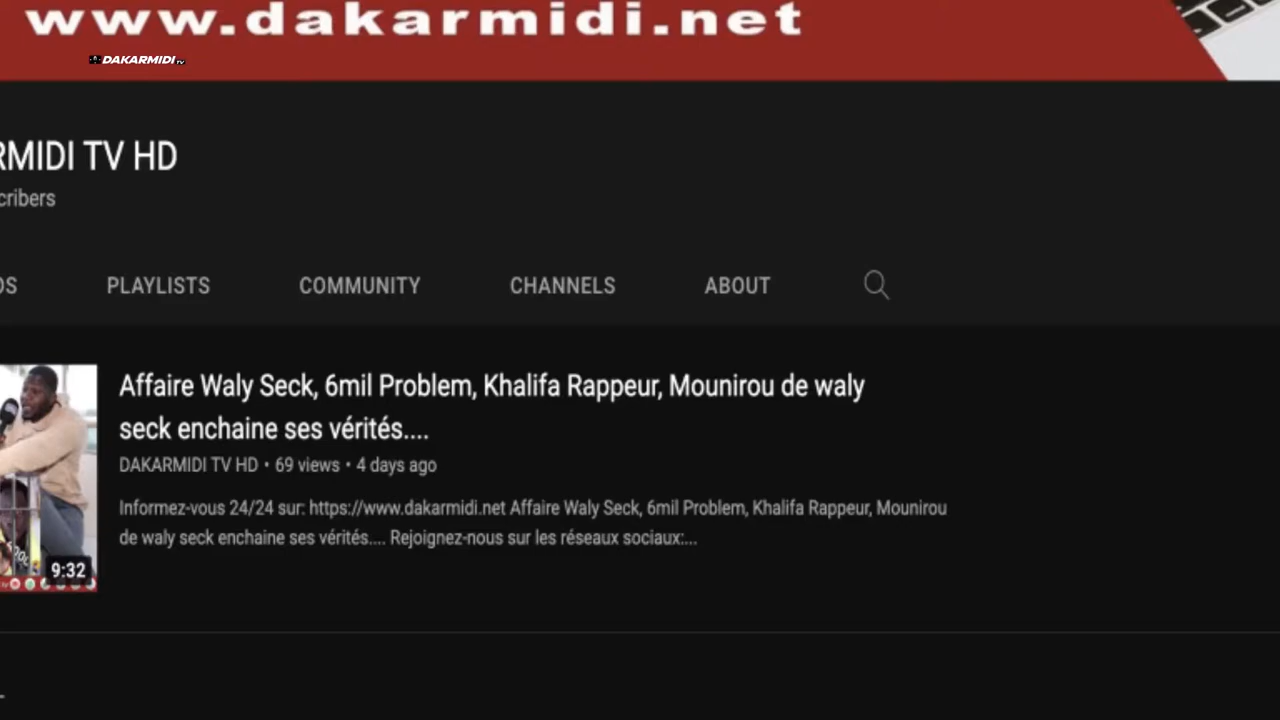 www.dakarmidi.net
DAKARMIDI TV
RMIDI TV HD
cribers
OS
PLAYLISTS
COMMUNITY
CHANNELS
ABOUT
Affaire Waly Seck, 6mil Problem, Khalifa Rappeur, Mounirou de waly
seck enchaine ses vérités....
DAKARMIDI TV HD • 69 views • 4 days ago
Informez-vous 24/24 sur: https://www.dakarmidi.net Affaire Waly Seck, 6mil Problem, Khalifa Rappeur, Mounirou
de waly seck enchaine ses vérités.... Rejoignez-nous sur les réseaux sociaux:...
9:32